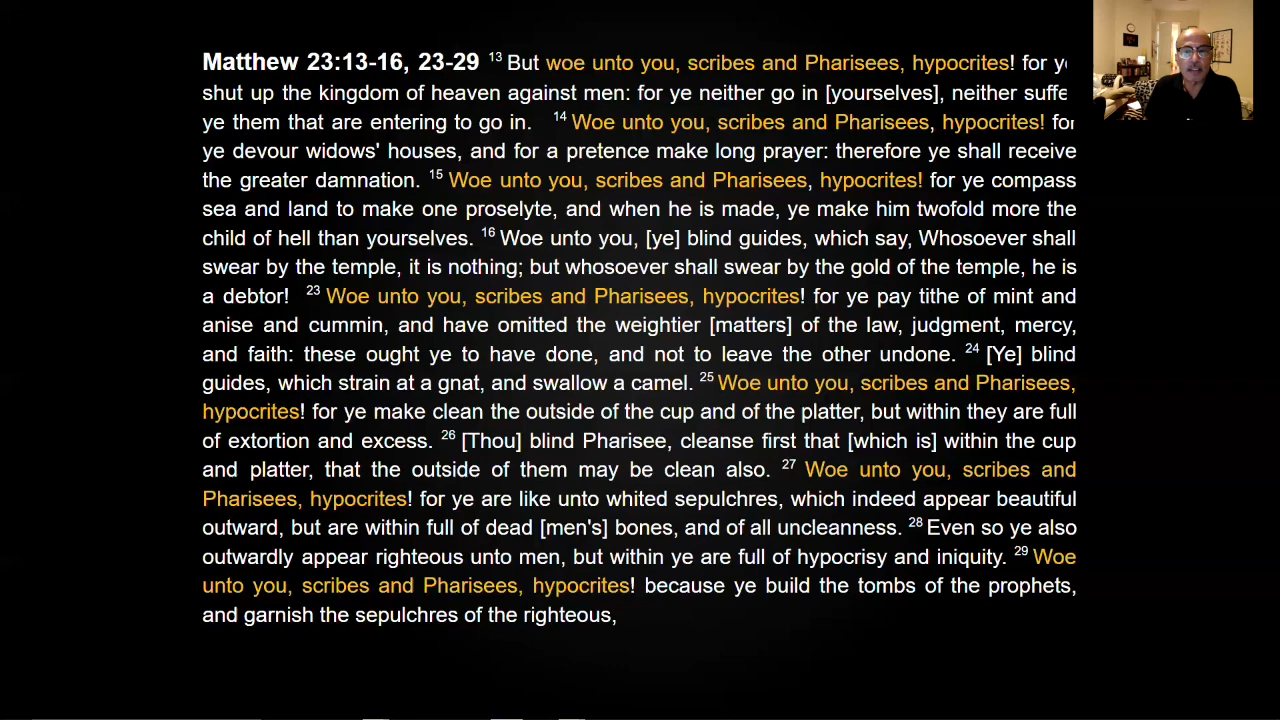 Matthew 23:13-16, 23-29 13 But woe unto you, scribes and Pharisees, hypocrites! for ye
shut up the kingdom of heaven against men: for ye neither go in [yourselves], neither suffe
ye them that are entering to go in. 14 Woe unto you, scribes and Pharisees, hypocrites! for
ye devour widows' houses, and for a pretence make long prayer: therefore ye shall receive
the greater damnation. 15 Woe unto you, scribes and Pharisees, hypocrites! for ye compass
sea and land to make one proselyte, and when he is made, ye make him twofold more the
child of hell than yourselves. 16 Woe unto you, [ye] blind guides, which say, Whosoever shall
swear by the temple, it is nothing; but whosoever shall swear by the gold of the temple, he is
a debtor! 23 Woe unto you, scribes and Pharisees, hypocrites! for ye pay tithe of mint and
anise and cummin, and have omitted the weightier [matters] of the law, judgment, mercy,
and faith: these ought ye to have done, and not to leave the other undone. 24 [Ye] blind
guides, which strain at a gnat, and swallow a camel. 25 Woe unto you, scribes and Pharisees,
hypocrites! for ye make clean the outside of the cup and of the platter, but within they are full
of extortion and excess. 26 [Thou] blind Pharisee, cleanse first that [which is] within the cup
and platter, that the outside of them may be clean also. 27 Woe unto you, scribes and
Pharisees, hypocrites! for ye are like unto whited sepulchres, which indeed appear beautiful
outward, but are within full of dead [men's] bones, and of all uncleanness. 28 Even so ye also
outwardly appear righteous unto men, but within ye are full of hypocrisy and iniquity. 29 Woe
unto you, scribes and Pharisees, hypocrites! because ye build the tombs of the prophets,
and garnish the sepulchres of the righteous,